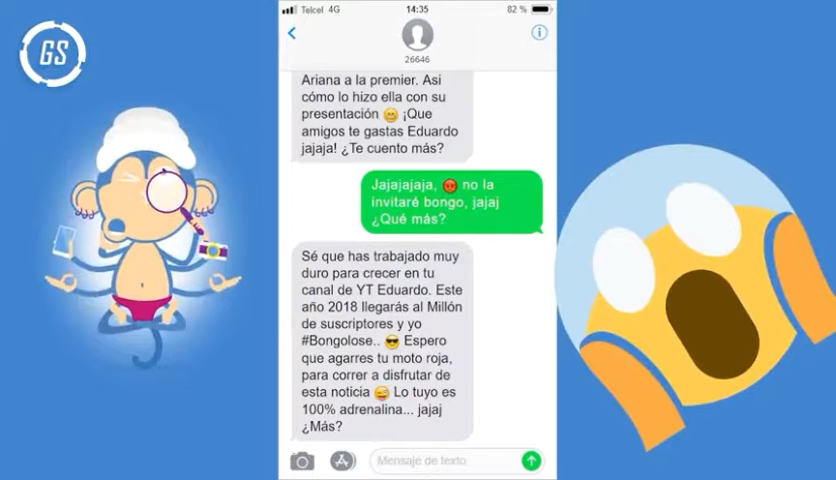 GS
Telcel 4G 14:35 82 %
26646
Ariana a la premier. Asi
cómo lo hizo ella con su
presentación 😁 ¡Que
amigos te gastas Eduardo
jajaja! ¿Te cuento más?
Jajajajaja, 😡 no la
invitaré bongo, jajaj
¿Qué más?
Sé que has trabajado muy
duro para crecer en tu
canal de YT Eduardo. Este
año 2018 llegarás al Millón
de suscriptores y yo
#Bongolose.. 😎 Espero
que agarres tu moto roja,
para correr a disfrutar de
esta noticia 😜 Lo tuyo es
100% adrenalina... jajaj
¿Más?
Mensaje de texto